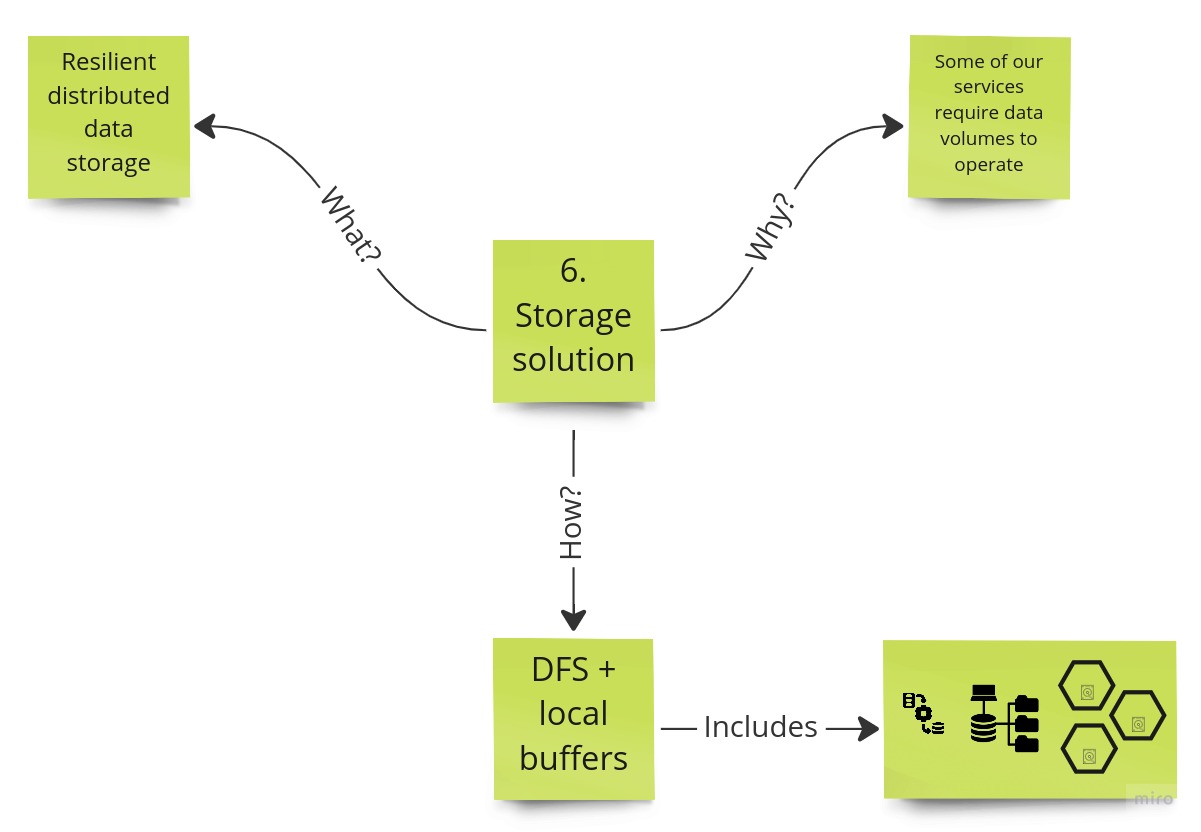 Resilient
distributed
data
storage
Some of our
services
require data
volumes to
operate
What?
Why?
6.
Storage
solution
How?
DFS +
local
buffers
Includes
miro